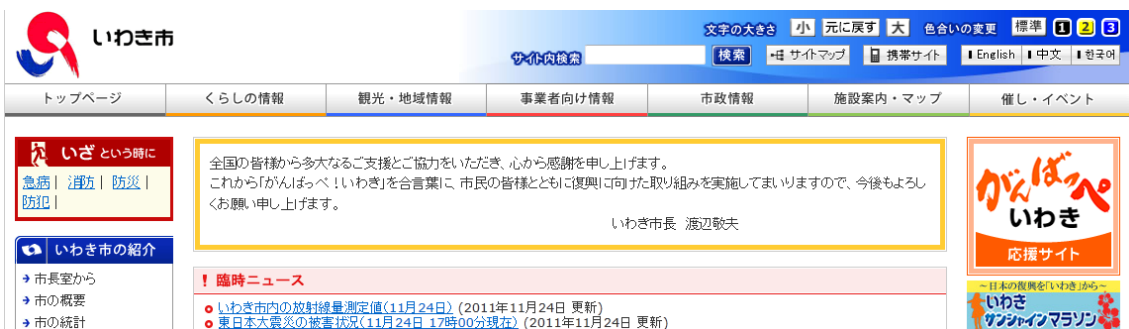 いわき市
文字の大きさ 小 元に戻す 大 色合いの変更 標準 1 2 3
サイト内検索 検索 サイトマップ 携帯サイト English 中文 한국어
トップページ くらしの情報 観光・地域情報 事業者向け情報 市政情報 施設案内・マップ 催し・イベント
いざ という時に
急病 | 消防 | 防災 |
防犯 |
いわき市の紹介
市長室から
市の概要
市の統計
全国の皆様から多大なるご支援とご協力をいただき、心から感謝を申し上げます。
これから「がんばっぺ！いわき」を合言葉に、市民の皆様とともに復興に向けた取り組みを実施してまいりますので、今後もよろし
くお願い申し上げます。
いわき市長 渡辺敬夫
! 臨時ニュース
いわき市内の放射線量測定値(11月24日) (2011年11月24日 更新)
東日本大震災の被害状況(11月24日 17時00分現在) (2011年11月24日 更新)
がんばっぺ
いわき
応援サイト
～日本の復興を「いわき」から～
いわき
サンシャインマラソン